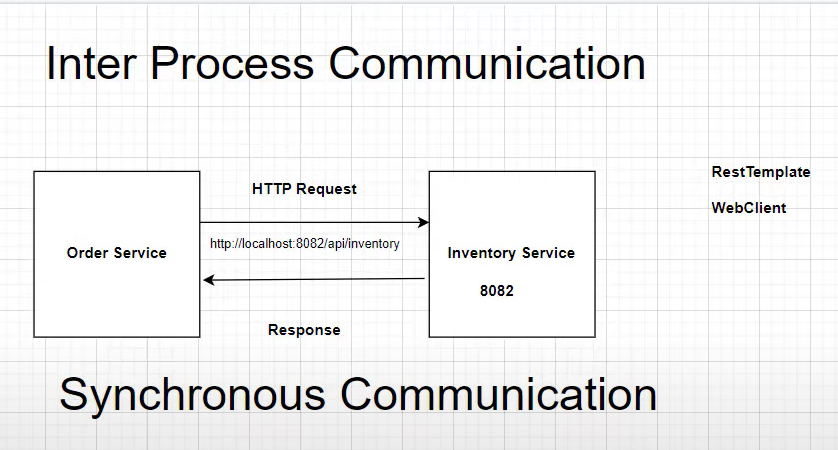 Inter Process Communication
HTTP Request
RestTemplate
WebClient
http://localhost:8082/api/inventory
Order Service
Inventory Service
8082
Response
Synchronous Communication